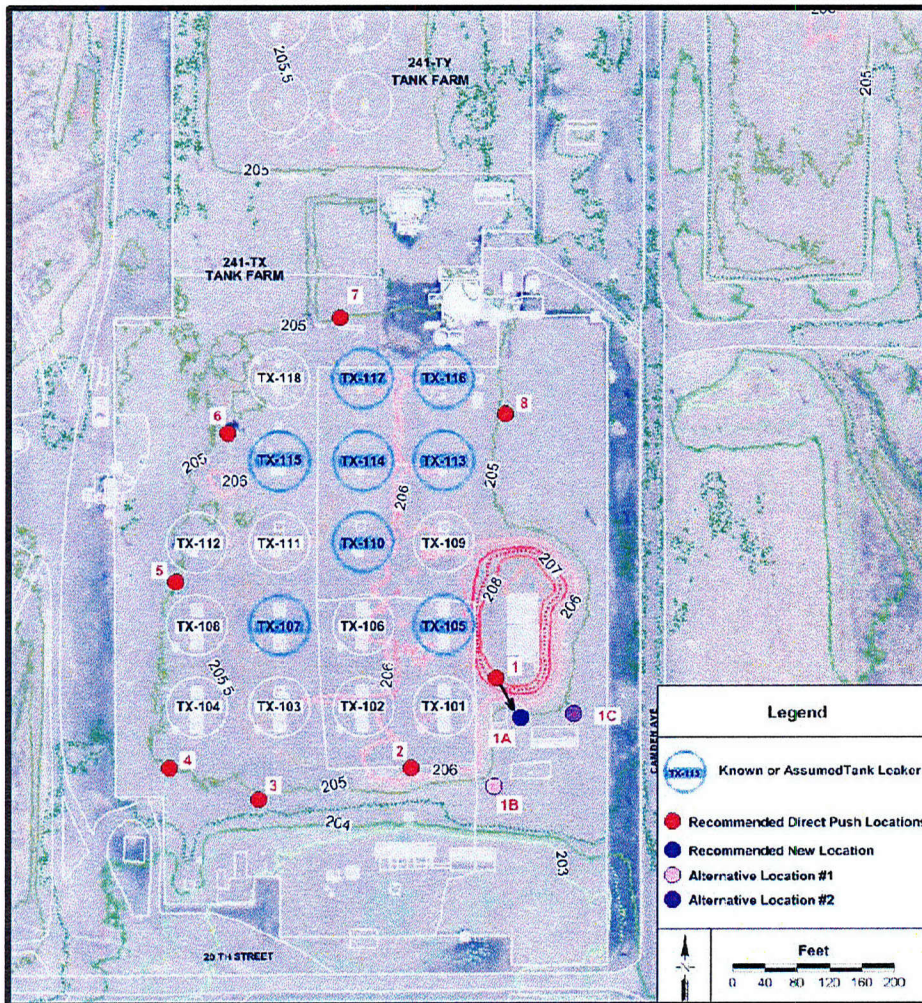 205
205.5
241-TY
TANK FARM
205
205
241-TX
TANK FARM
7
205
TX-118
TX-117
TX-116
8
6
205
206
TX-115
TX-114
TX-113
205
206
TX-112
TX-111
TX-110
TX-109
207
208
206
5
TX-108
TX-107
TX-106
TX-105
205.5
206
1
TX-104
TX-103
TX-102
TX-101
1A
1C
4
2
206
205
3
1B
204
203
20 TH STREET
CAMDEN AVE
Legend
Known or Assumed Tank Leaker
Recommended Direct Push Locations
Recommended New Location
Alternative Location #1
Alternative Location #2
Feet
0 40 80 120 160 200